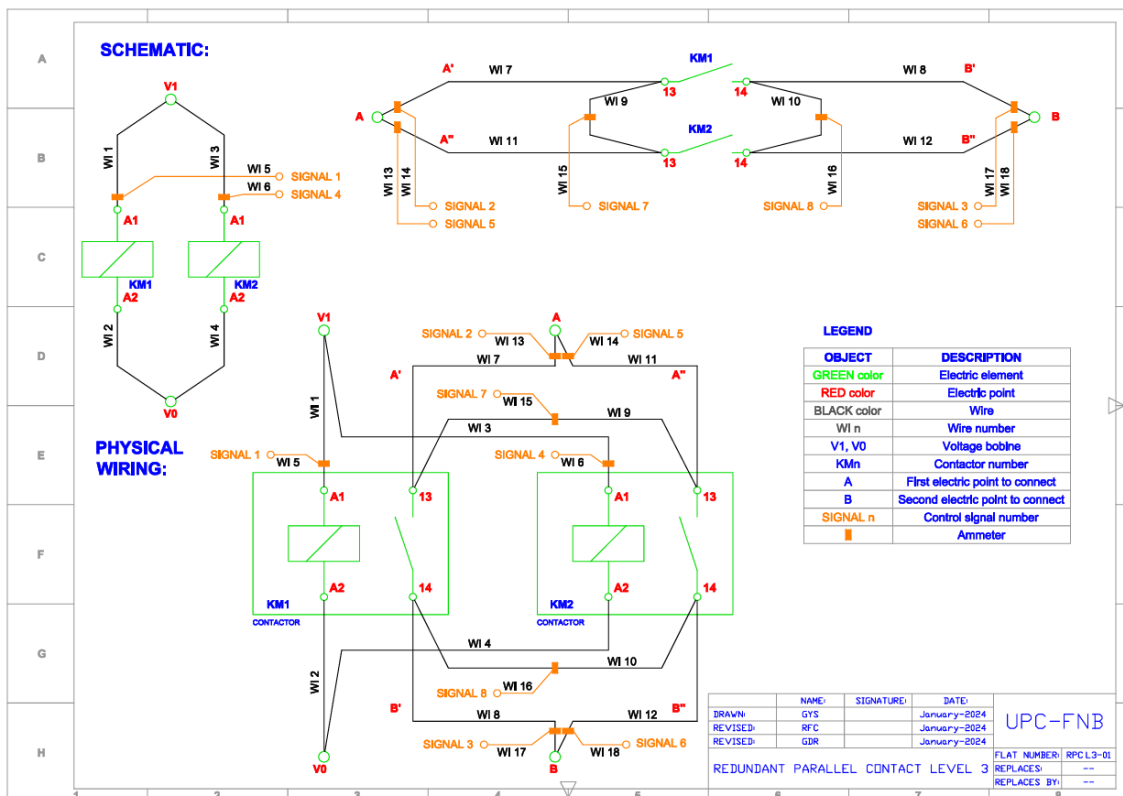 SCHEMATIC:
V1
WI 1
WI 3
WI 5
SIGNAL 1
WI 6
SIGNAL 4
A1
A1
KM1
KM2
A2
A2
WI 2
WI 4
V0
A' WI 7 KM1 WI 8 B'
13 14
WI 9 WI 10
A B
KM2
A" WI 11 WI 12 B"
13 14
WI 13 WI 14 WI 15 WI 16 WI 17 WI 18
SIGNAL 2 SIGNAL 7 SIGNAL 8 SIGNAL 3
SIGNAL 5 SIGNAL 6
PHYSICAL
WIRING:
V1 A
SIGNAL 2 SIGNAL 5
WI 13 WI 14
WI 7 WI 11
A' A"
SIGNAL 7
WI 15
WI 1 WI 9
WI 3
SIGNAL 1 SIGNAL 4
WI 5 WI 6
A1 13 A1 13
A2 14 A2 14
KM1 KM2
CONTACTOR CONTACTOR
WI 4
WI 2 WI 10
SIGNAL 8 WI 16
B' B"
WI 8 WI 12
SIGNAL 3 SIGNAL 6
WI 17 WI 18
V0 B
LEGEND
OBJECT DESCRIPTION
GREEN color Electric element
RED color Electric point
BLACK color Wire
WI n Wire number
V1, V0 Voltage bobine
KMn Contactor number
A First electric point to connect
B Second electric point to connect
SIGNAL n Control signal number
Ammeter
NAME: SIGNATURE: DATE:
DRAWN: GYS January-2024
REVISED: RFC January-2024
REVISED: GDR January-2024
UPC-FNB
REDUNDANT PARALLEL CONTACT LEVEL 3
FLAT NUMBER: RPCL3-01
REPLACES: --
REPLACES BY: --
A
B
C
D
E
F
G
H
1 2 3 4 5 6 7 8